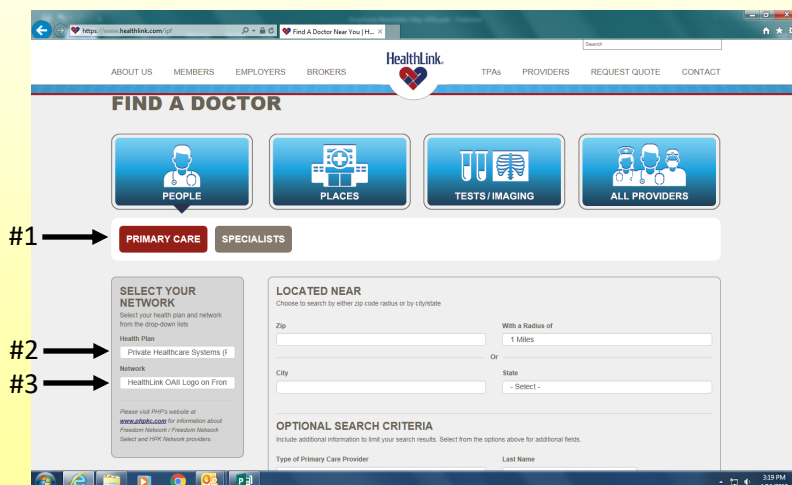 https://www.healthlink.com/ipf
Find A Doctor Near You | H...
Search
HealthLink
ABOUT US MEMBERS EMPLOYERS BROKERS TPAs PROVIDERS REQUEST QUOTE CONTACT
FIND A DOCTOR
PEOPLE PLACES TESTS / IMAGING ALL PROVIDERS
#1
PRIMARY CARE SPECIALISTS
SELECT YOUR
NETWORK
Select your health plan and network
from the drop-down lists
Health Plan
#2
Private Healthcare Systems (F
Network
#3
HealthLink OAII Logo on Fron
Please visit PHP's website at
www.phpkc.com for information about
Freedom Network / Freedom Network
Select and HPK Network providers.
LOCATED NEAR
Choose to search by either zip code radius or by city/state
Zip With a Radius of
1 Miles
Or
City State
- Select -
OPTIONAL SEARCH CRITERIA
Include additional information to limit your search results. Select from the options above for additional fields.
Type of Primary Care Provider Last Name
3:19 PM